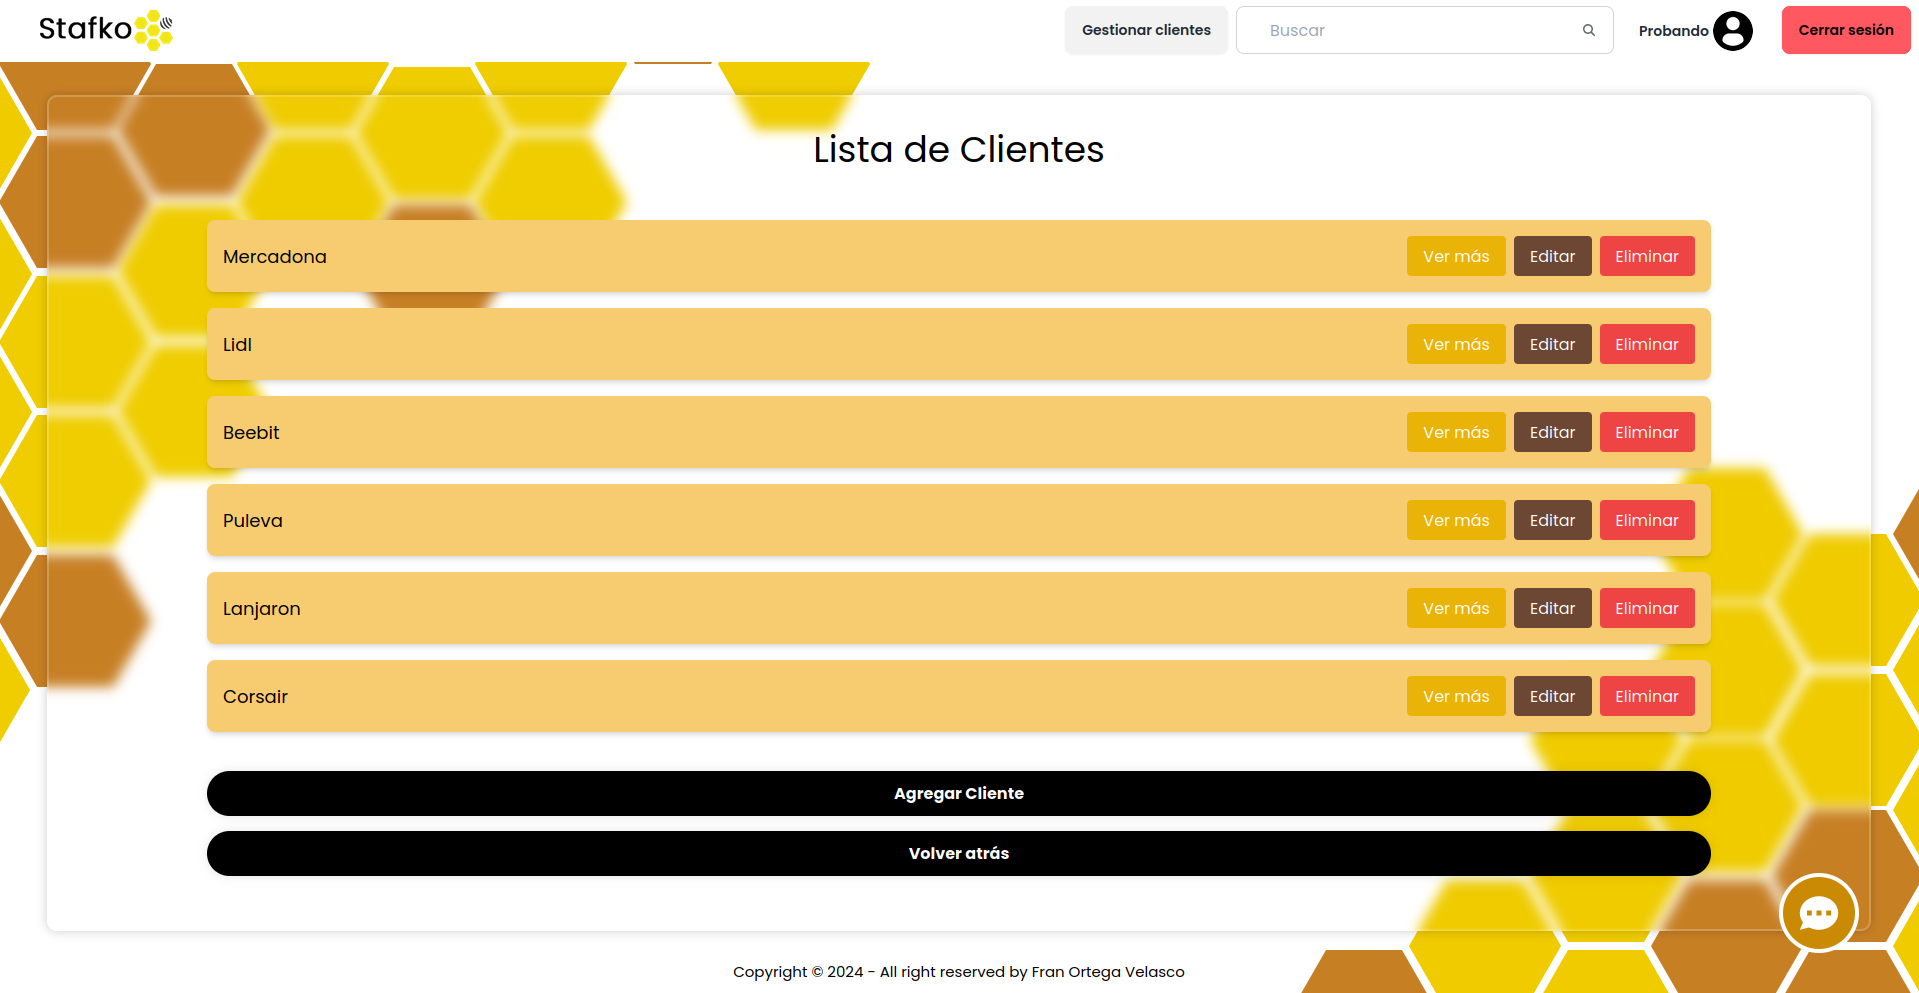 Stafko
Gestionar clientes
Buscar
Probando
Cerrar sesión
Lista de Clientes
Mercadona Ver más Editar Eliminar
Lidl Ver más Editar Eliminar
Beebit Ver más Editar Eliminar
Puleva Ver más Editar Eliminar
Lanjaron Ver más Editar Eliminar
Corsair Ver más Editar Eliminar
Agregar Cliente
Volver atrás
Copyright © 2024 - All right reserved by Fran Ortega Velasco